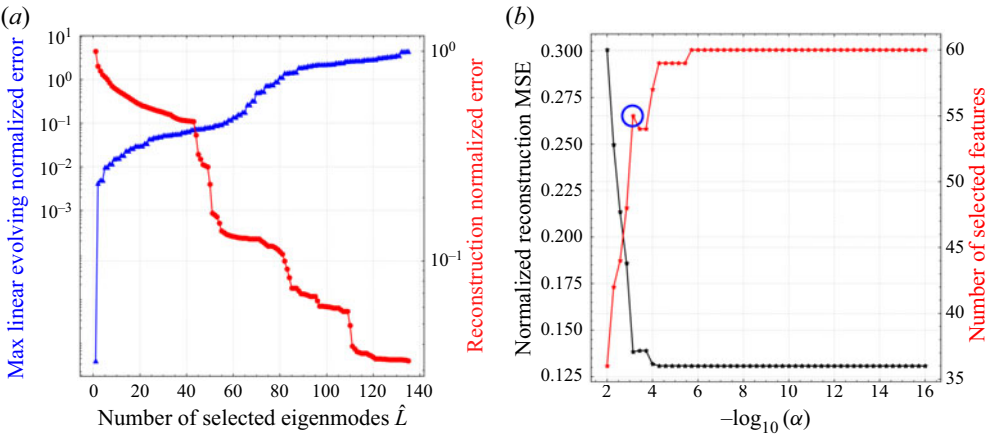 (a)
Max linear evolving normalized error
10^1
10^0
10^-1
10^-2
10^-3
0 20 40 60 80 100 120 140
Number of selected eigenmodes L̂
10^0
10^-1
Reconstruction normalized error
(b)
Normalized reconstruction MSE
0.300
0.275
0.250
0.225
0.200
0.175
0.150
0.125
2 4 6 8 10 12 14 16
–log10 (α)
60
55
50
45
40
35
Number of selected features